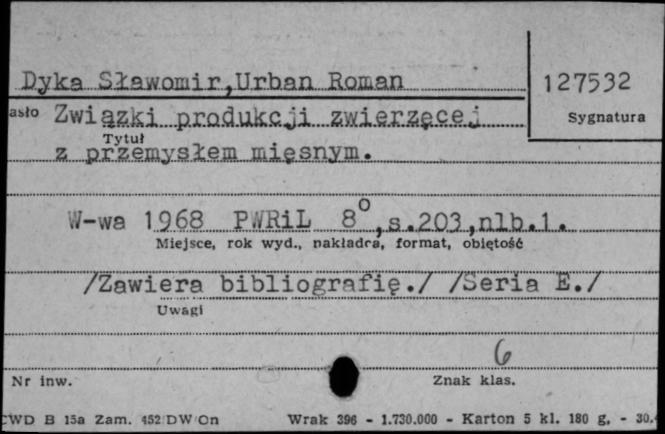 Dyka Sławomir,Urban Roman
127532
Sygnatura
asło Związki produkcji zwierzęcej
Tytuł
z przemysłem mięsnym.
W-wa 1968 PWRiL 8°,s.203,nlb.1.
Miejsce, rok wyd., nakładca, format, objętość
/Zawiera bibliografię./ /Seria E./
Uwagi
6
Nr inw.
Znak klas.
CWD B 15a Zam. 452 DW On Wrak 396 - 1.730.000 - Karton 5 kl. 180 g. - 30.